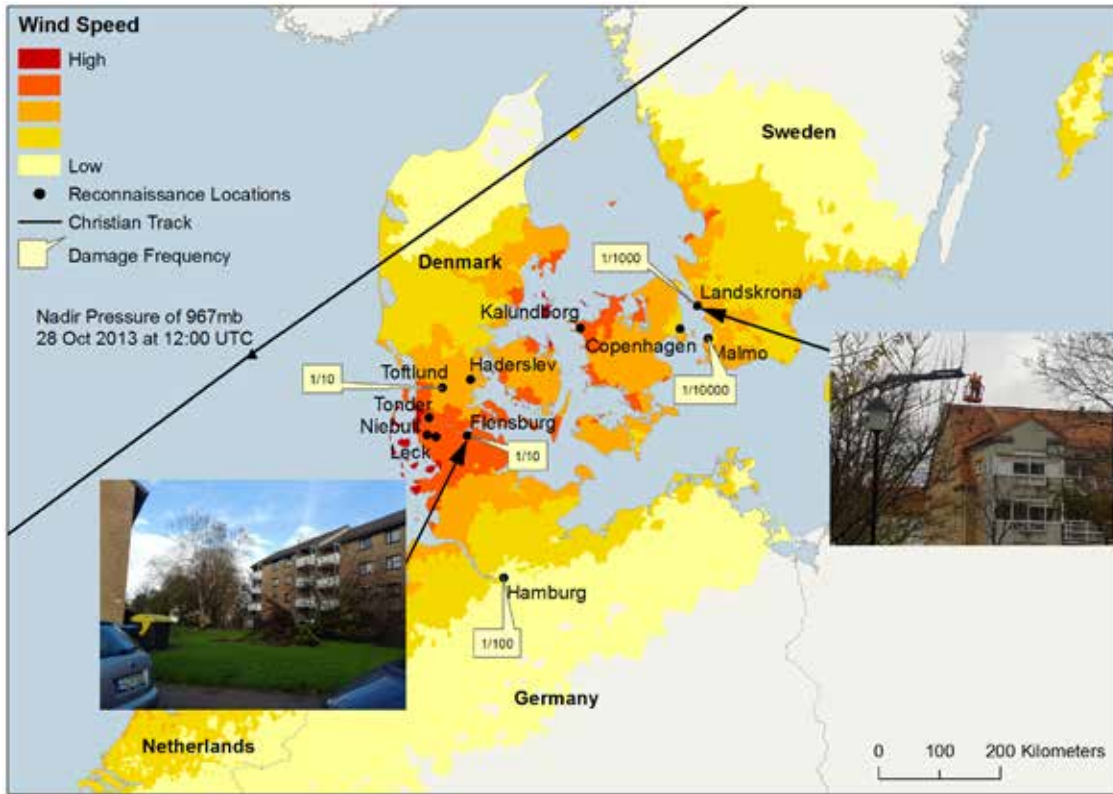 Wind Speed
High
Low
Reconnaissance Locations
Christian Track
Damage Frequency
Nadir Pressure of 967mb
28 Oct 2013 at 12:00 UTC
Sweden
Denmark
1/1000
Landskrona
Kalundborg
Copenhagen
Malmo
1/10000
Haderslev
Toftlund
1/10
Tonder
Niebull
Flensburg
Leck
1/10
Hamburg
1/100
Germany
Netherlands
0 100 200 Kilometers